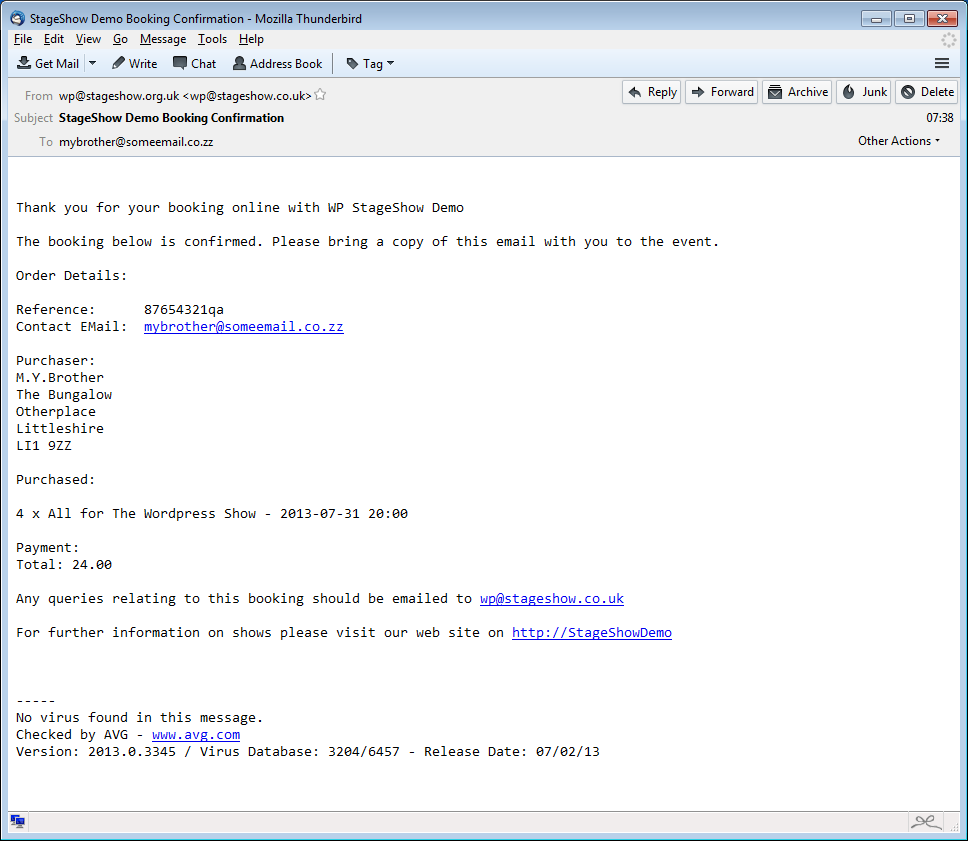 StageShow Demo Booking Confirmation - Mozilla Thunderbird
File Edit View Go Message Tools Help
Get Mail Write Chat Address Book Tag
From wp@stageshow.org.uk <wp@stageshow.co.uk> Reply Forward Archive Junk Delete
Subject StageShow Demo Booking Confirmation 07:38
To mybrother@someemail.co.zz Other Actions
Thank you for your booking online with WP StageShow Demo
The booking below is confirmed. Please bring a copy of this email with you to the event.
Order Details:
Reference: 87654321qa
Contact EMail: mybrother@someemail.co.zz
Purchaser:
M.Y.Brother
The Bungalow
Otherplace
Littleshire
LI1 9ZZ
Purchased:
4 x All for The Wordpress Show - 2013-07-31 20:00
Payment:
Total: 24.00
Any queries relating to this booking should be emailed to wp@stageshow.co.uk
For further information on shows please visit our web site on http://StageShowDemo
-----
No virus found in this message.
Checked by AVG - www.avg.com
Version: 2013.0.3345 / Virus Database: 3204/6457 - Release Date: 07/02/13